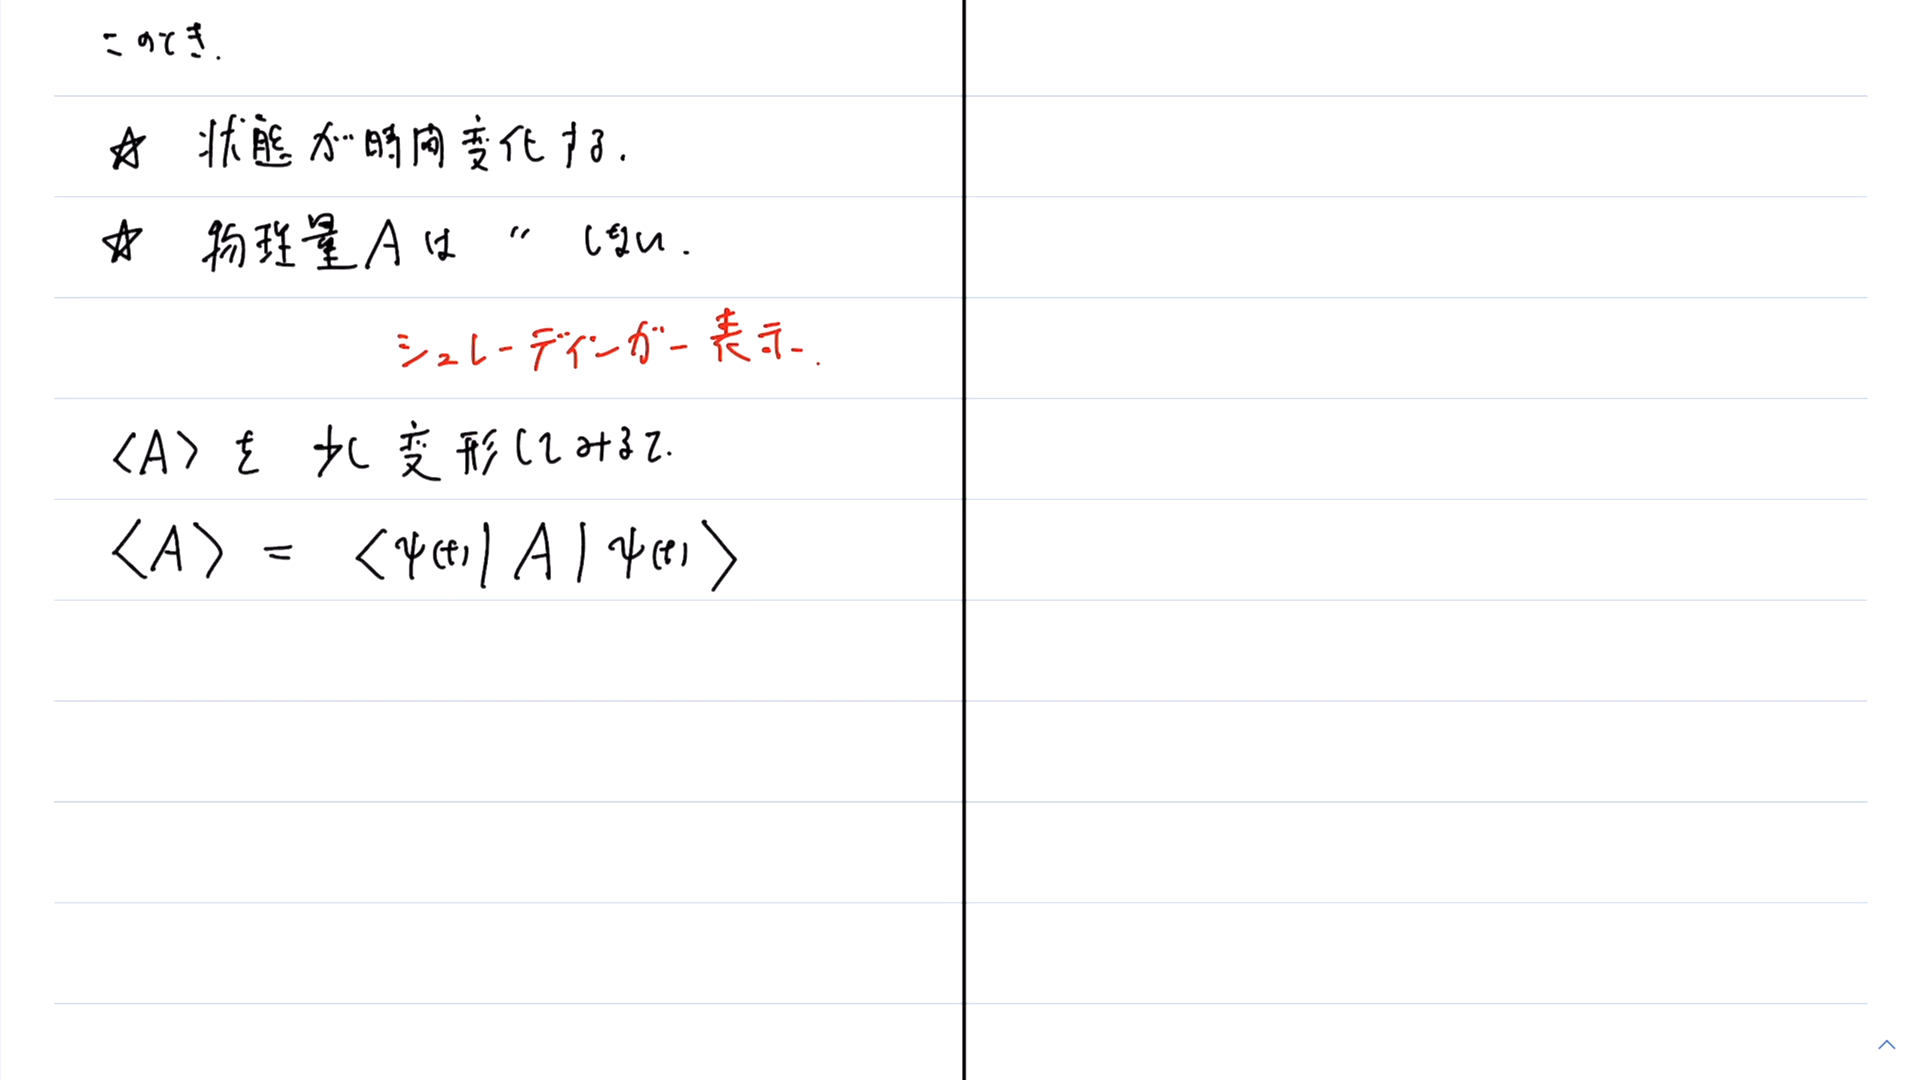 このとき.
☆ 状態が時間変化する.
☆ 物理量Aは 〃 しない.
シュレーディンガー表示.
〈A〉を 少し変形してみると.
〈A〉 = 〈ψ(t)| A | ψ(t)〉